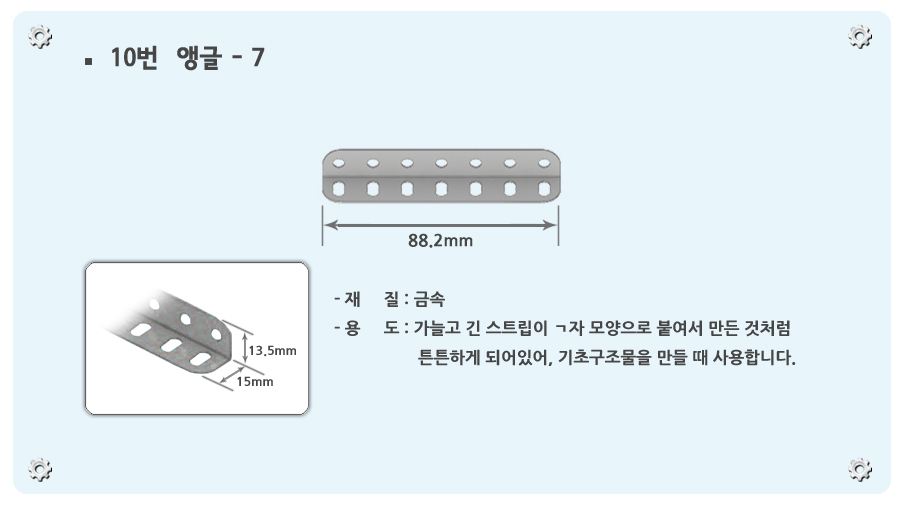 ▪ 10번 앵글 - 7
88.2mm
13.5mm
15mm
- 재 질 : 금속
- 용 도 : 가늘고 긴 스트립이 ㄱ자 모양으로 붙여서 만든 것처럼
튼튼하게 되어있어, 기초구조물을 만들 때 사용합니다.